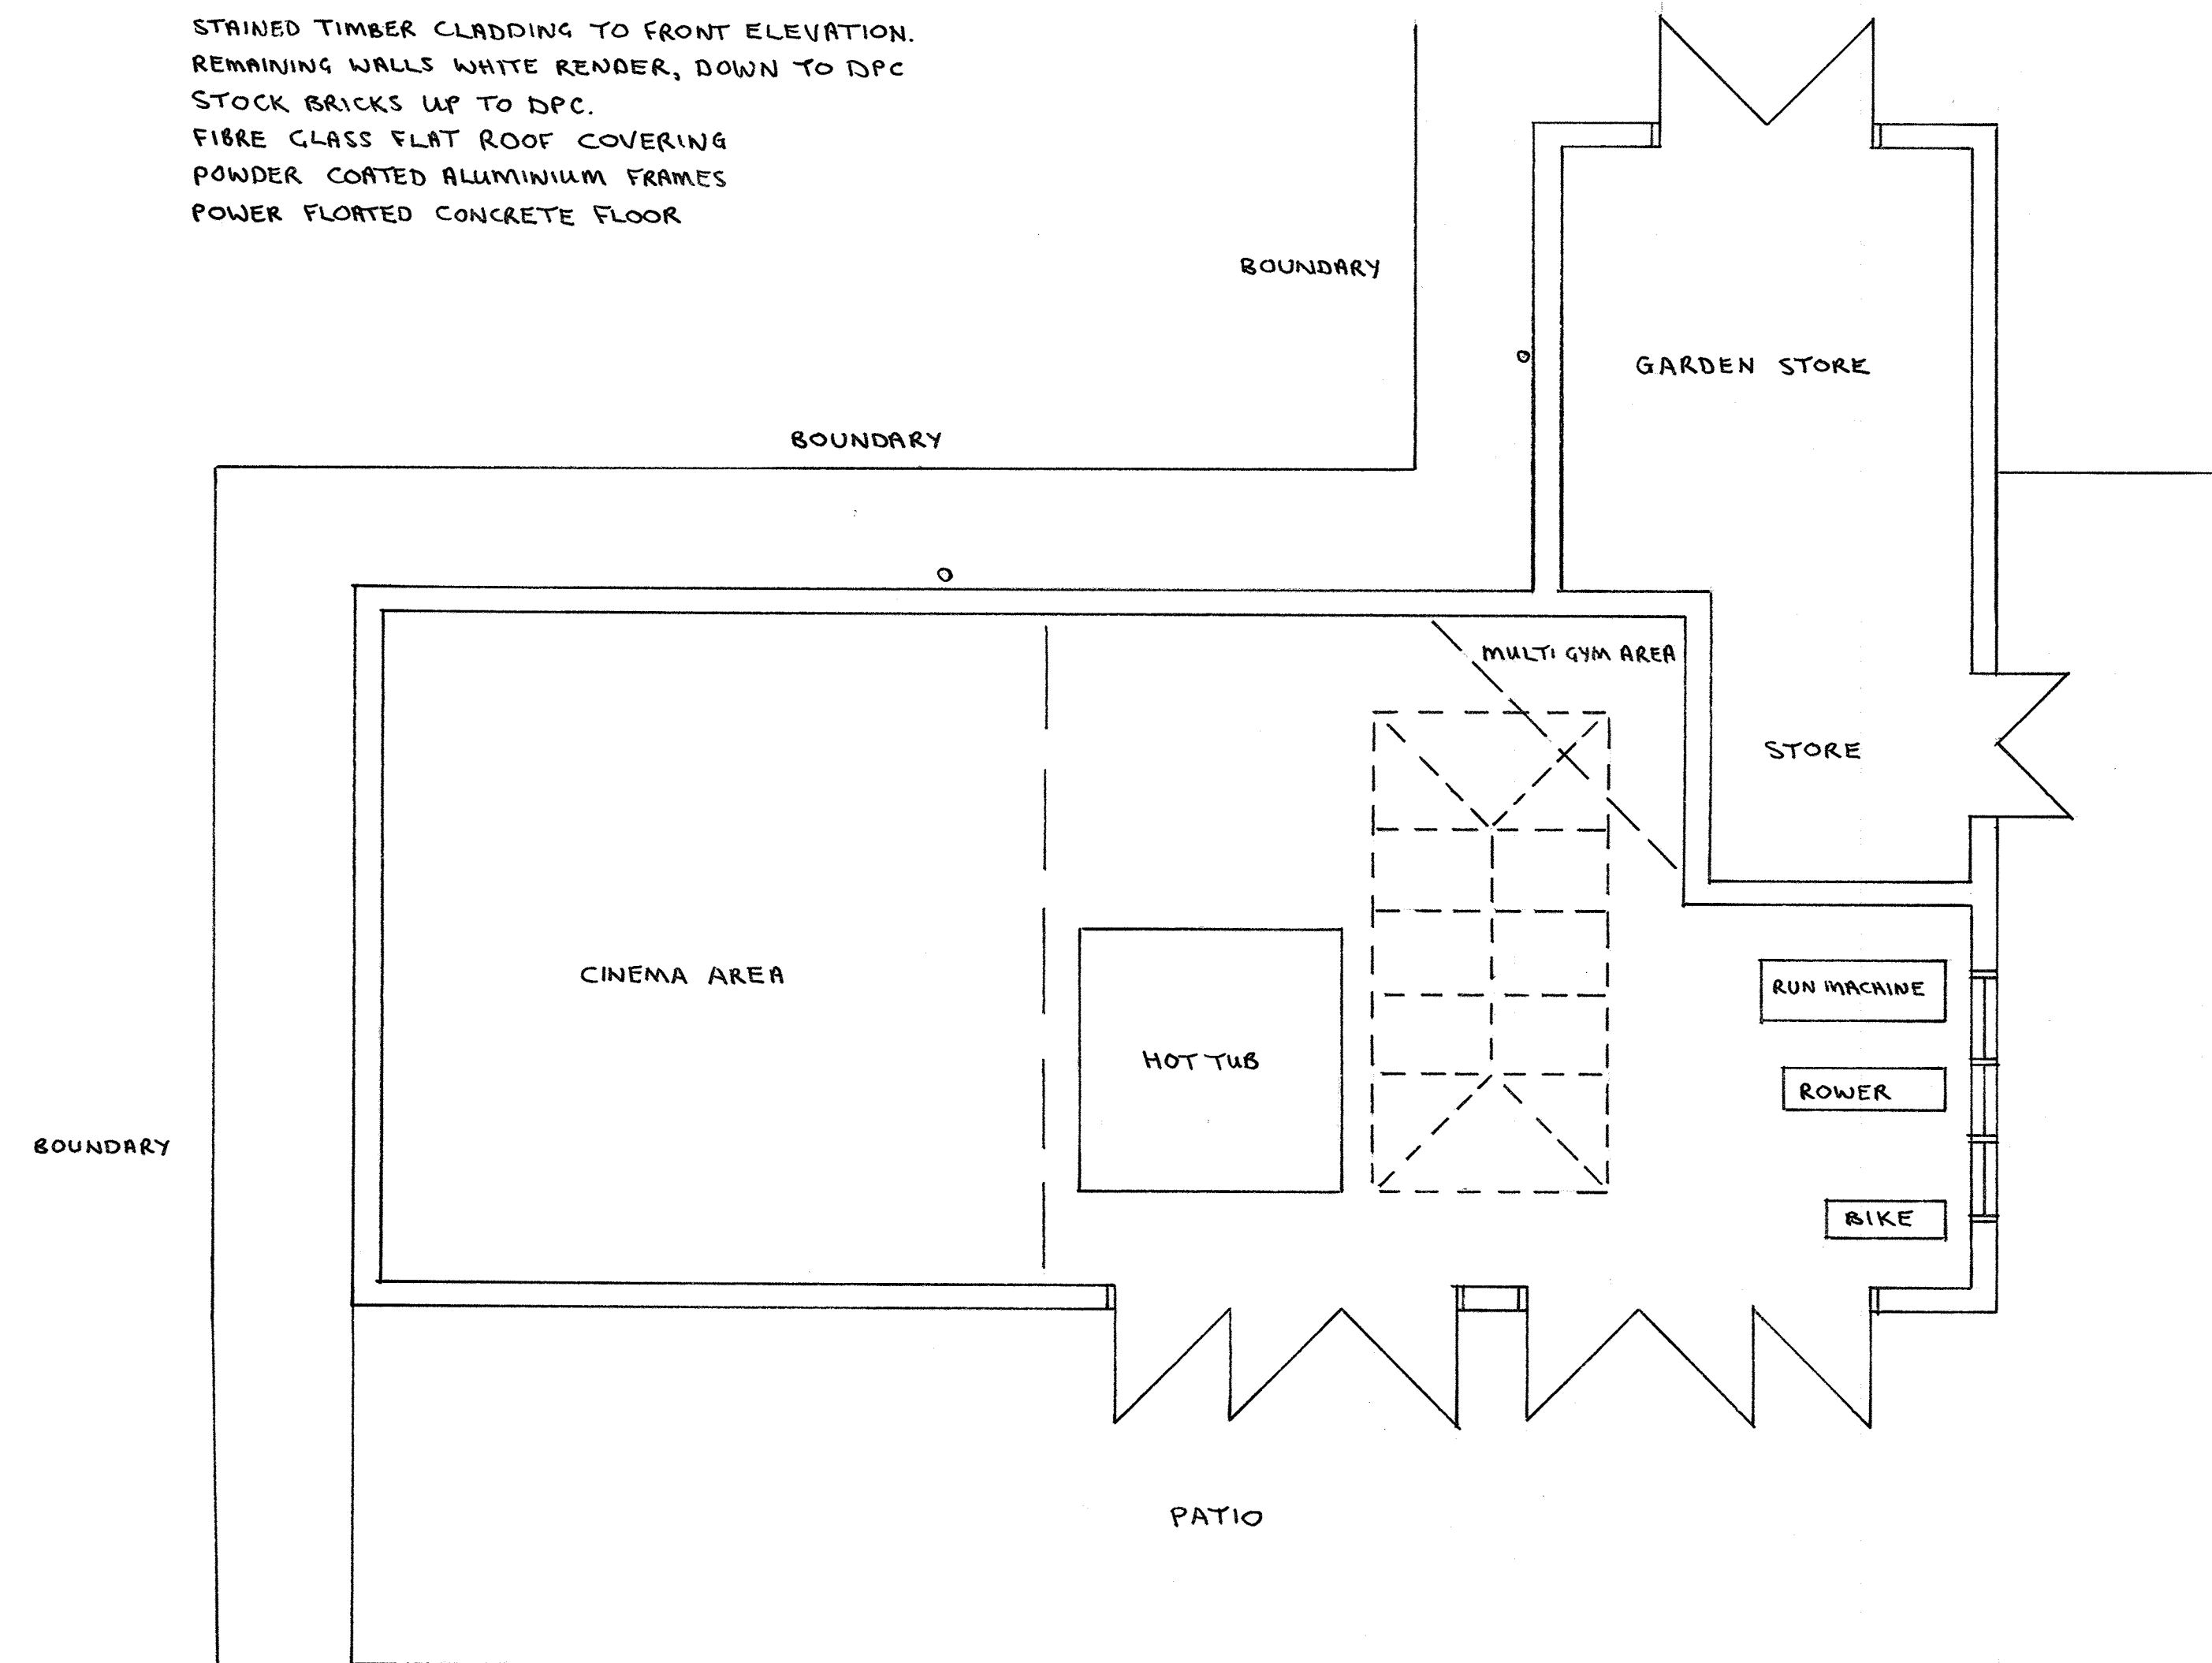 STAINED TIMBER CLADDING TO FRONT ELEVATION.
REMAINING WALLS WHITE RENDER, DOWN TO DPC
STOCK BRICKS UP TO DPC.
FIBRE GLASS FLAT ROOF COVERING
POWDER COATED ALUMINIUM FRAMES
POWER FLOATED CONCRETE FLOOR
BOUNDARY
GARDEN STORE
BOUNDARY
MULTI GYM AREA
STORE
CINEMA AREA
RUN MACHINE
HOT TUB
ROWER
BOUNDARY
BIKE
PATIO